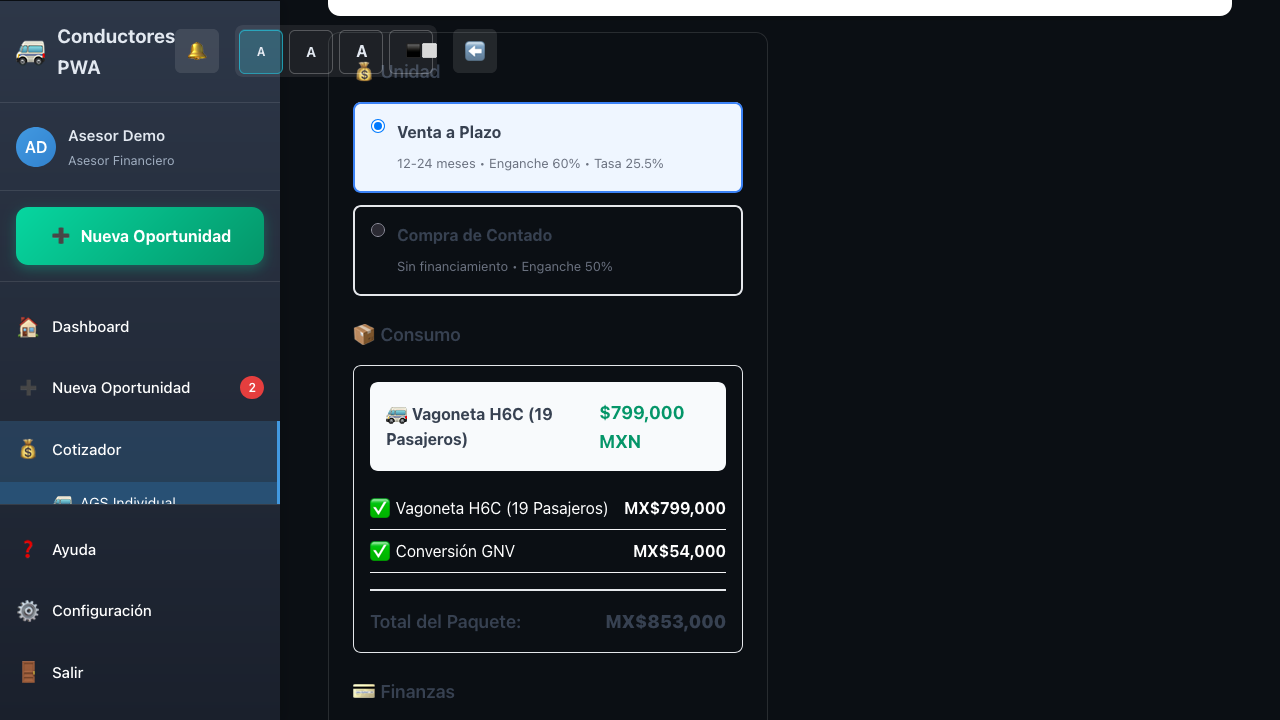 Conductores
PWA
A
A
A
AD
Asesor Demo
Asesor Financiero
Nueva Oportunidad
Dashboard
Nueva Oportunidad
2
Cotizador
AGS Individual
Ayuda
Configuración
Salir
Unidad
Venta a Plazo
12-24 meses • Enganche 60% • Tasa 25.5%
Compra de Contado
Sin financiamiento • Enganche 50%
Consumo
Vagoneta H6C (19
Pasajeros)
$799,000
MXN
Vagoneta H6C (19 Pasajeros) MX$799,000
Conversión GNV MX$54,000
Total del Paquete: MX$853,000
Finanzas